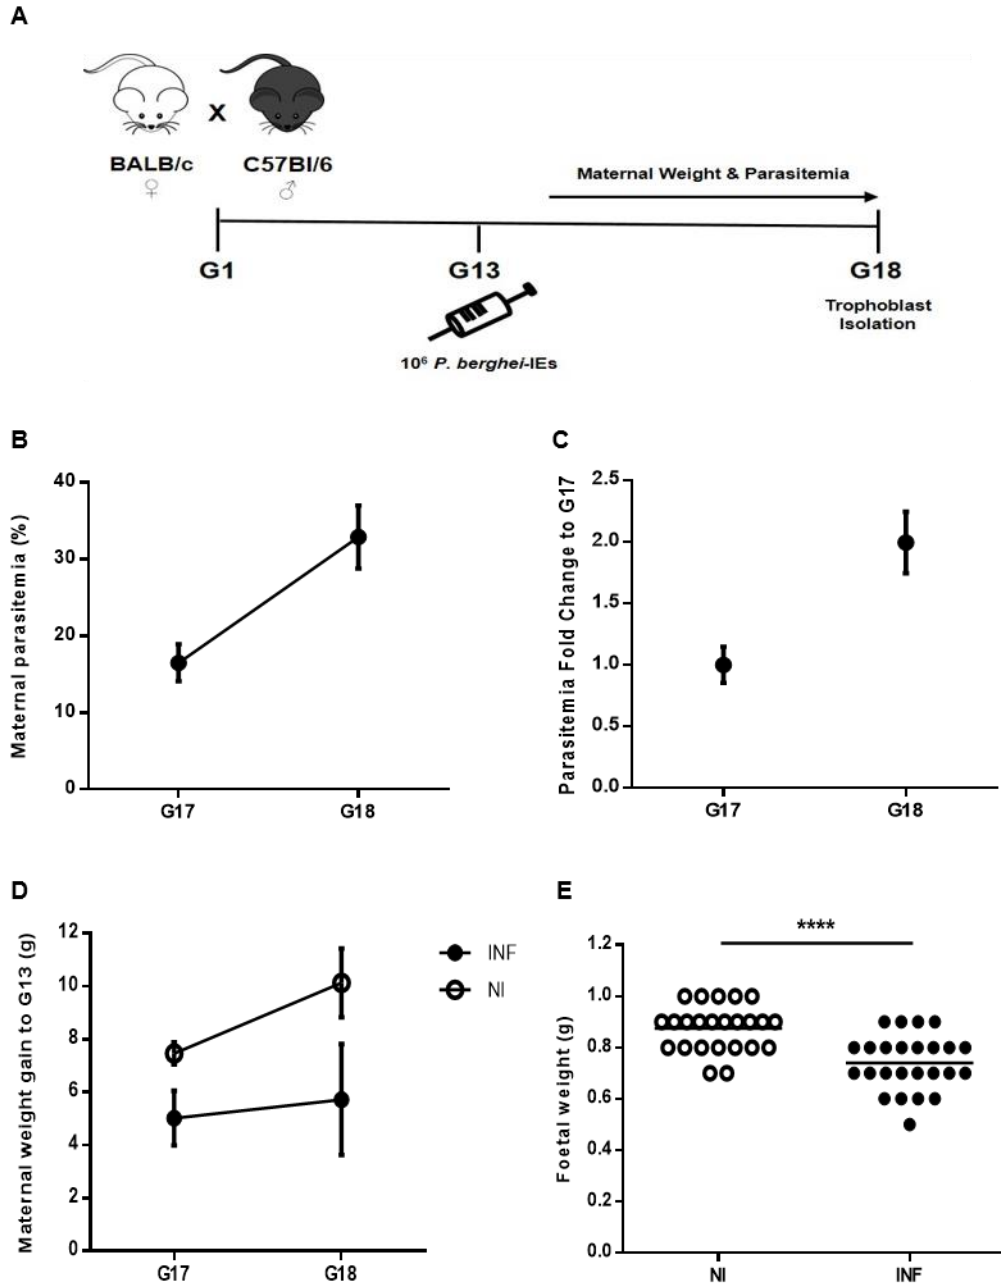 A
X
BALB/c
C57Bl/6
♀
♂
Maternal Weight & Parasitemia
G1
G13
G18
Trophoblast
Isolation
10⁶ P. berghei-IEs
B
Maternal parasitemia (%)
40
30
20
10
0
G17
G18
C
Parasitemia Fold Change to G17
2.5
2.0
1.5
1.0
0.5
0.0
G17
G18
D
Maternal weight gain to G13 (g)
12
10
8
6
4
2
0
G17
G18
INF
NI
E
****
Foetal weight (g)
1.2
1.0
0.8
0.6
0.4
0.2
0.0
NI
INF